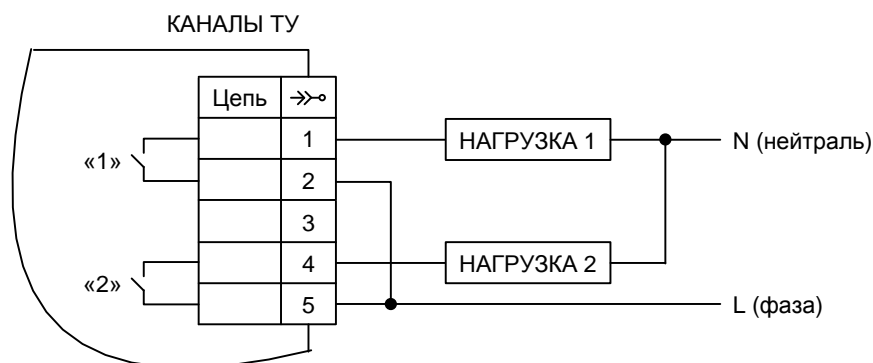 КАНАЛЫ ТУ
Цепь
1 НАГРУЗКА 1 N (нейтраль)
«1»
2
3
4 НАГРУЗКА 2
«2»
5 L (фаза)